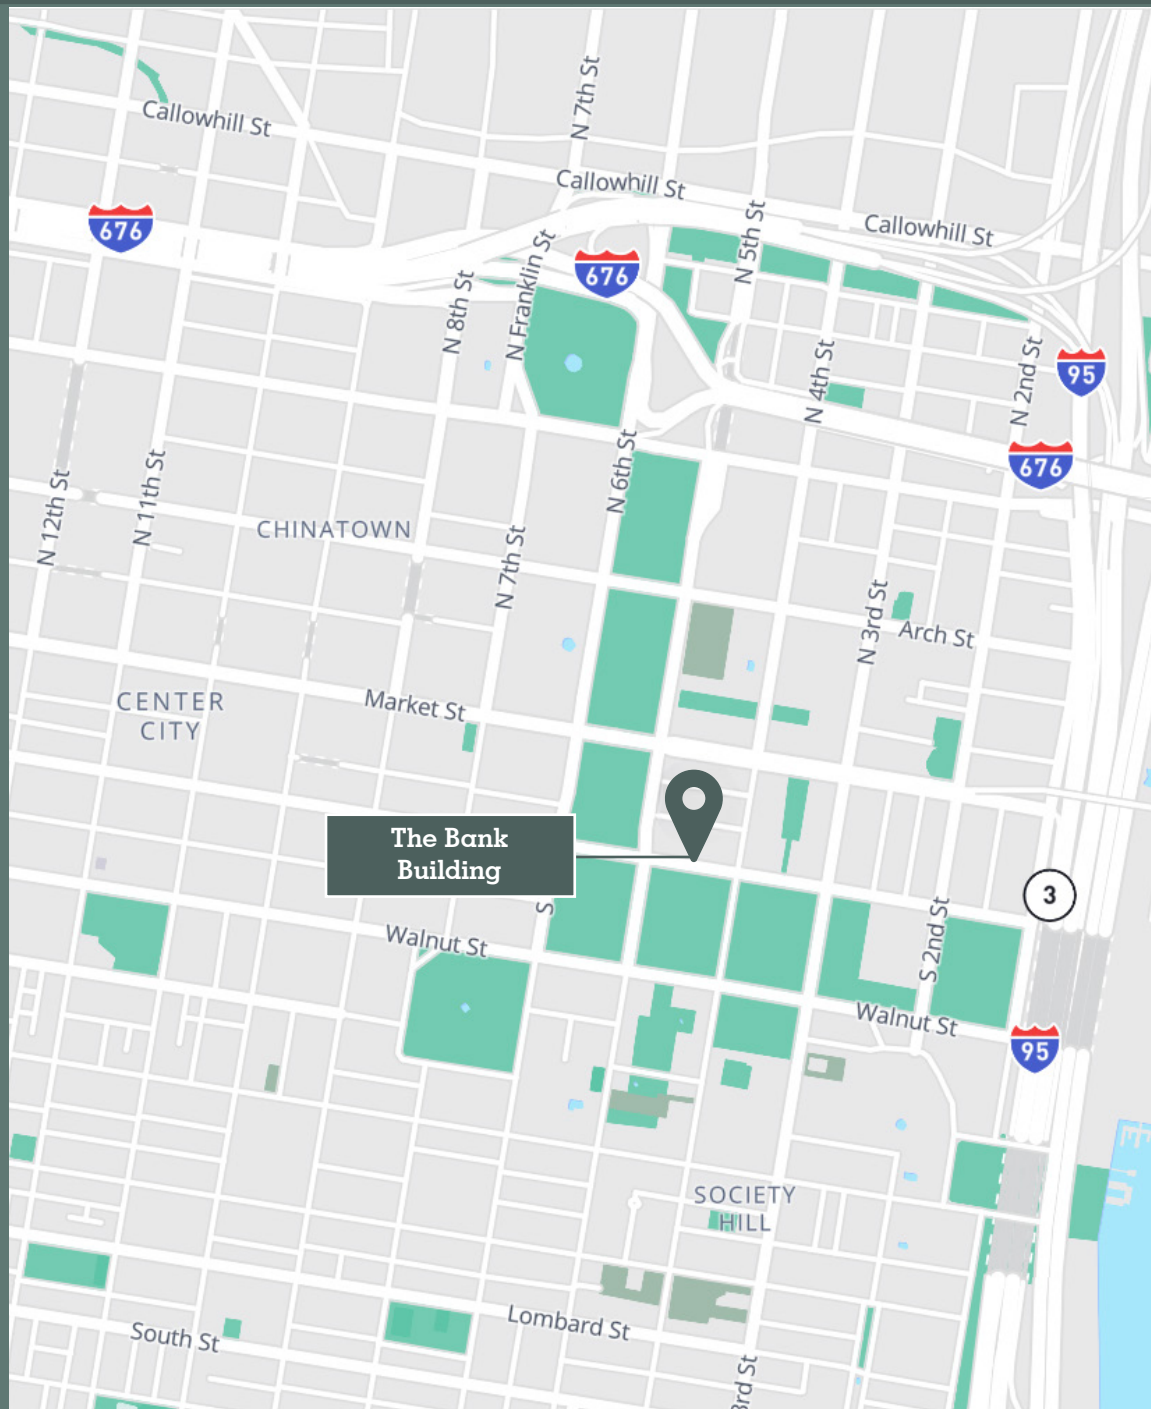 N 7th St
Callowhill St
Callowhill St
676
N 5th St
Callowhill St
N Franklin St
676
N 8th St
N 4th St
N 2nd St
95
N 6th St
676
N 11th St
N 12th St
CHINATOWN
N 7th St
N 3rd St
Arch St
CENTER
CITY
Market St
The Bank
Building
3
S
Walnut St
S 2nd St
Walnut St
95
SOCIETY
HILL
Lombard St
South St
3rd St